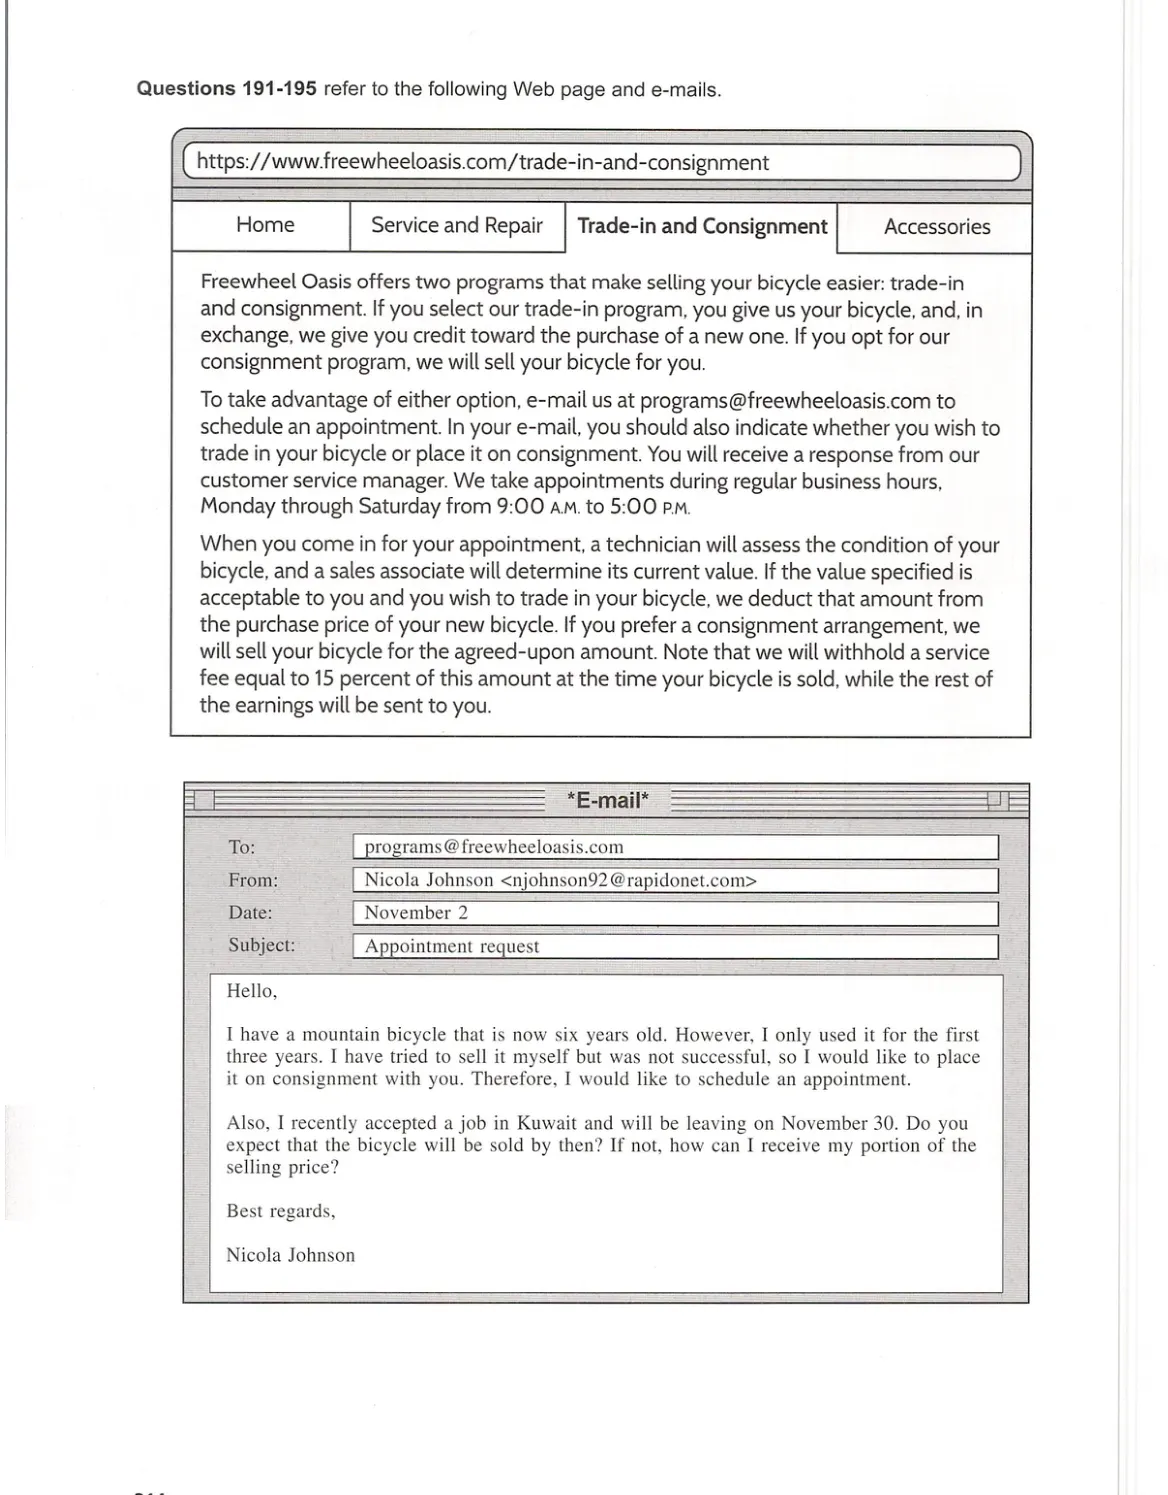 Questions 191-195 refer to the following Web page and e-mails.
https://www.freewheeloasis.com/trade-in-and-consignment
Home Service and Repair Trade-in and Consignment Accessories
Freewheel Oasis offers two programs that make selling your bicycle easier: trade-in
and consignment. If you select our trade-in program, you give us your bicycle, and, in
exchange, we give you credit toward the purchase of a new one. If you opt for our
consignment program, we will sell your bicycle for you.
To take advantage of either option, e-mail us at programs@freewheeloasis.com to
schedule an appointment. In your e-mail, you should also indicate whether you wish to
trade in your bicycle or place it on consignment. You will receive a response from our
customer service manager. We take appointments during regular business hours,
Monday through Saturday from 9:00 A.M. to 5:00 P.M.
When you come in for your appointment, a technician will assess the condition of your
bicycle, and a sales associate will determine its current value. If the value specified is
acceptable to you and you wish to trade in your bicycle, we deduct that amount from
the purchase price of your new bicycle. If you prefer a consignment arrangement, we
will sell your bicycle for the agreed-upon amount. Note that we will withhold a service
fee equal to 15 percent of this amount at the time your bicycle is sold, while the rest of
the earnings will be sent to you.
*E-mail*
To: programs@freewheeloasis.com
From: Nicola Johnson <njohnson92@rapidonet.com>
Date: November 2
Subject: Appointment request
Hello,
I have a mountain bicycle that is now six years old. However, I only used it for the first
three years. I have tried to sell it myself but was not successful, so I would like to place
it on consignment with you. Therefore, I would like to schedule an appointment.
Also, I recently accepted a job in Kuwait and will be leaving on November 30. Do you
expect that the bicycle will be sold by then? If not, how can I receive my portion of the
selling price?
Best regards,
Nicola Johnson